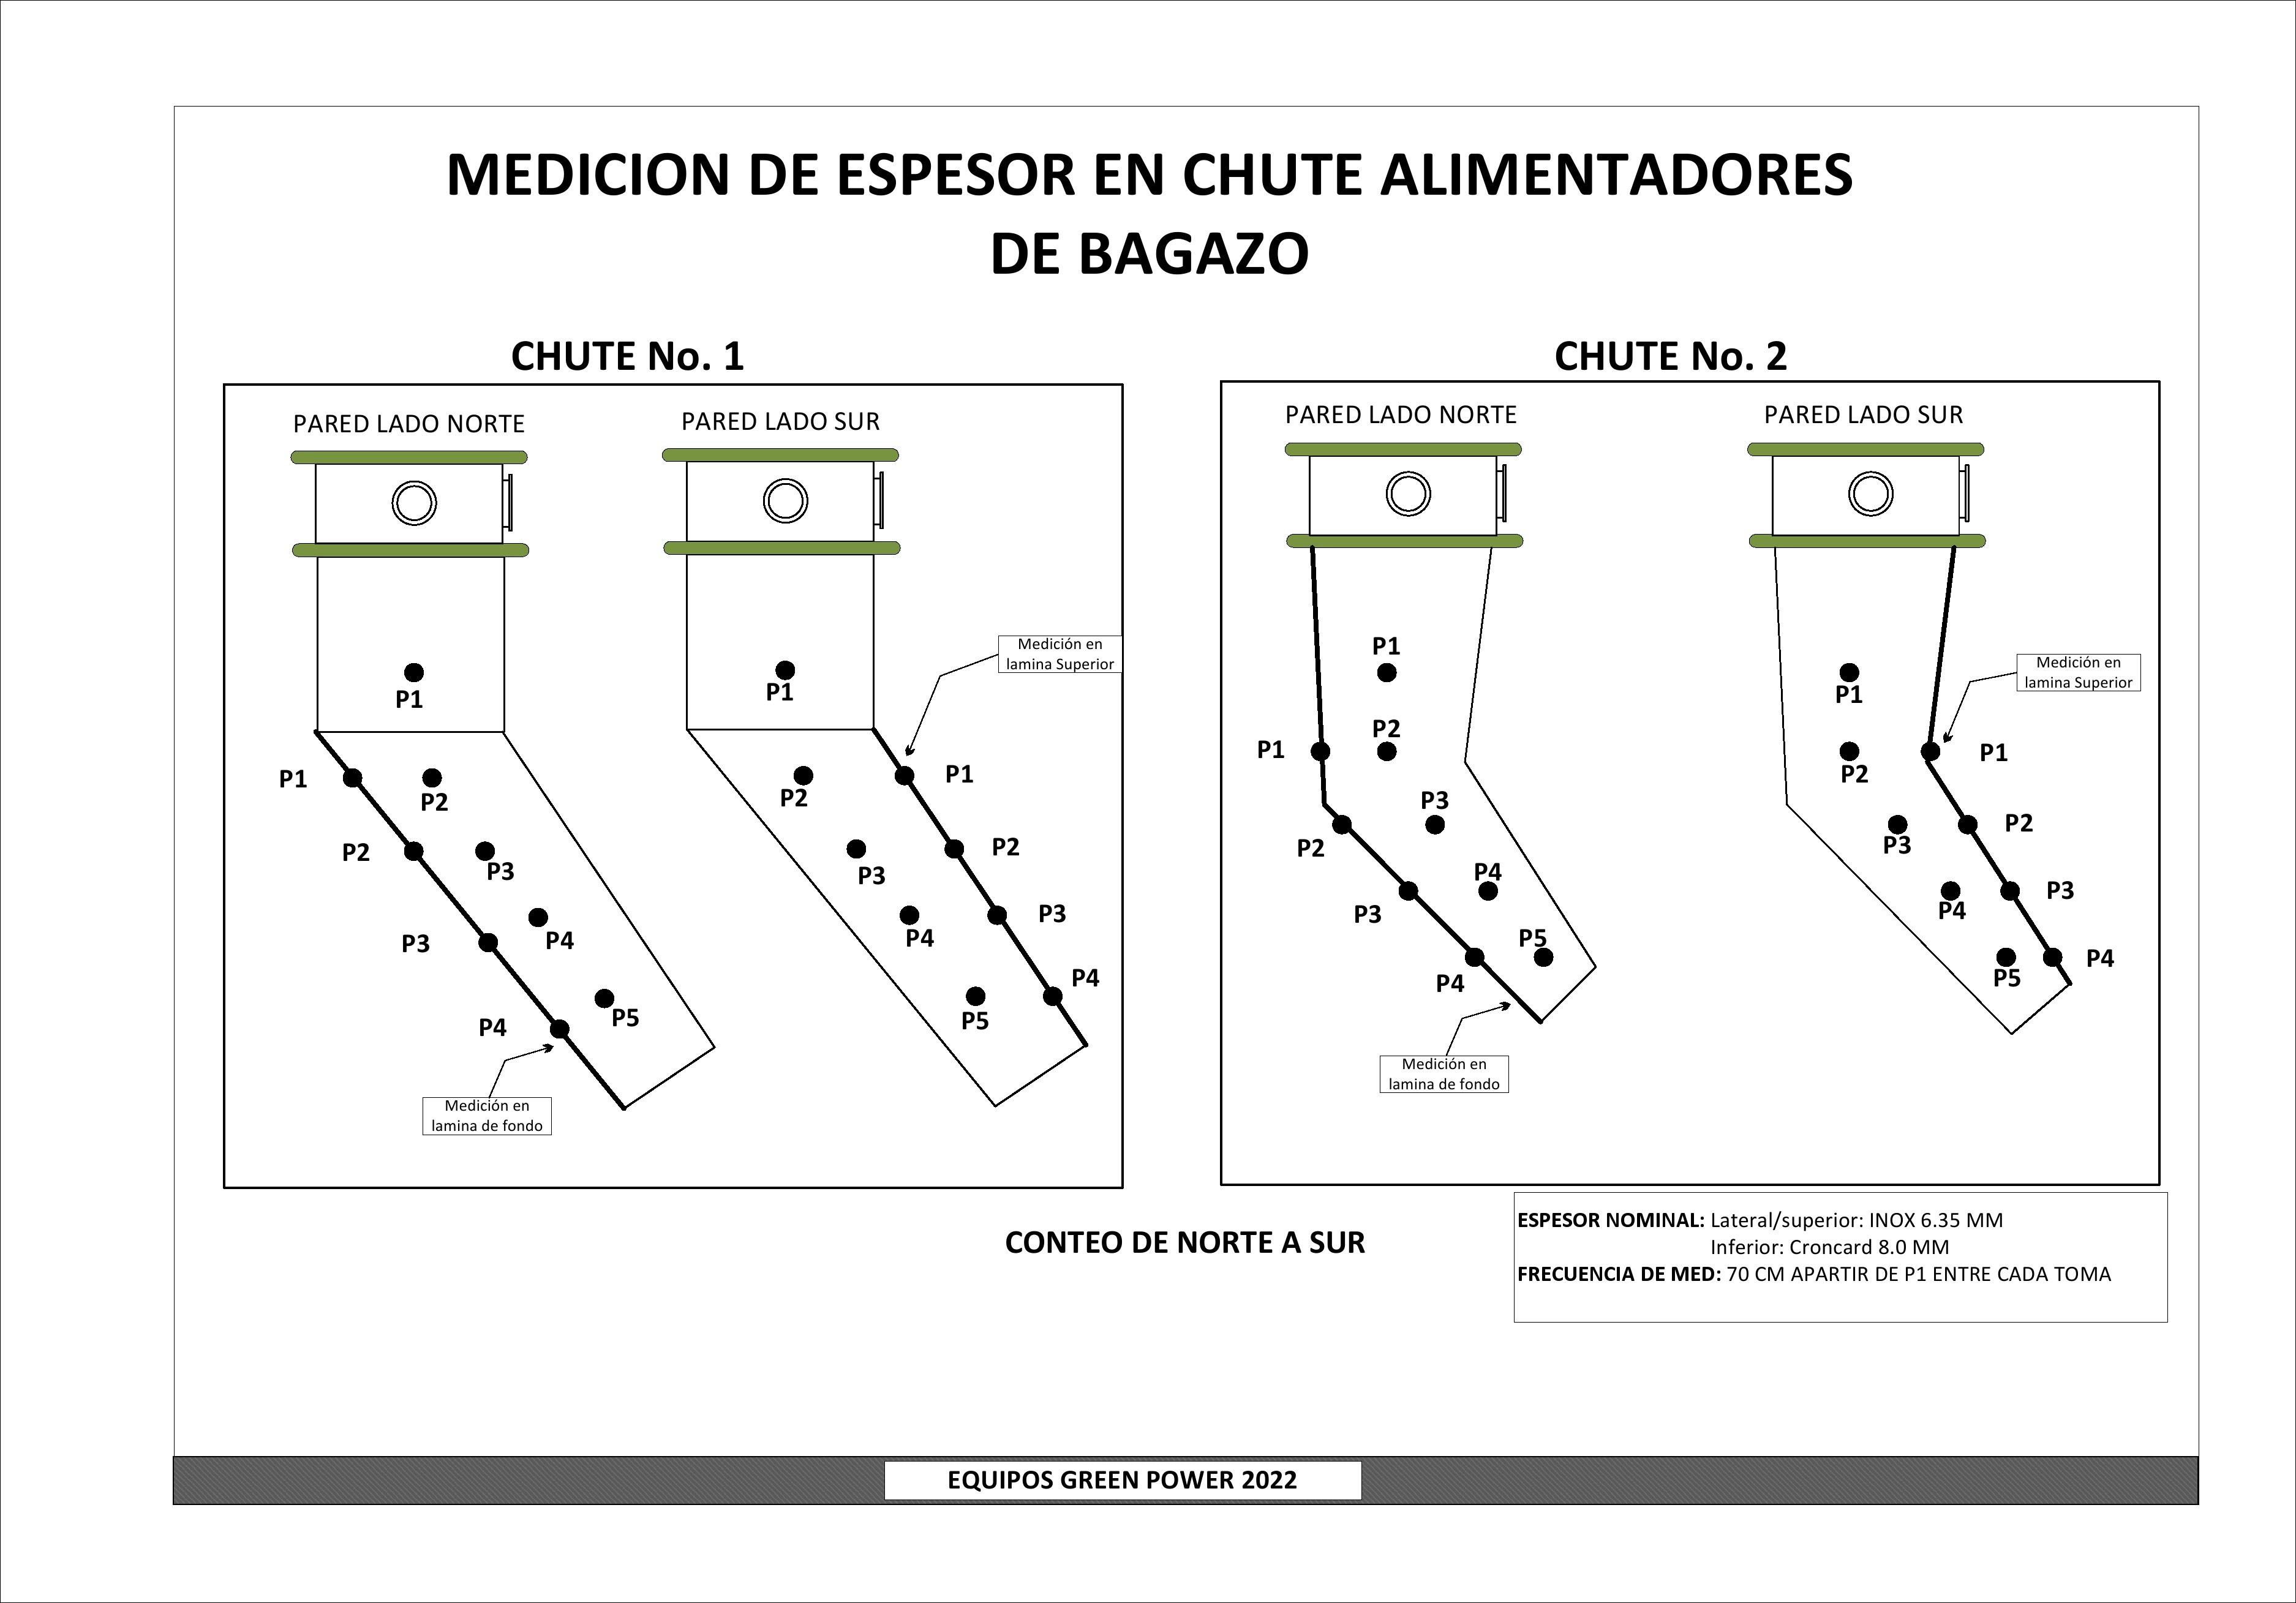 MEDICION DE ESPESOR EN CHUTE ALIMENTADORES
DE BAGAZO
CHUTE No. 1
PARED LADO NORTE
PARED LADO SUR
Medición en
lamina Superior
P1
P1
P1
P2
P2
P3
P3
P4
P4
P5
P2
P1
P3
P2
P4
P3
P5
P4
Medición en
lamina de fondo
CHUTE No. 2
PARED LADO NORTE
PARED LADO SUR
P1
P2
P1
P3
P2
P4
P3
P5
P4
Medición en
lamina de fondo
Medición en
lamina Superior
P1
P2
P1
P3
P2
P4
P3
P5
P4
CONTEO DE NORTE A SUR
ESPESOR NOMINAL: Lateral/superior: INOX 6.35 MM
Inferior: Croncard 8.0 MM
FRECUENCIA DE MED: 70 CM APARTIR DE P1 ENTRE CADA TOMA
EQUIPOS GREEN POWER 2022